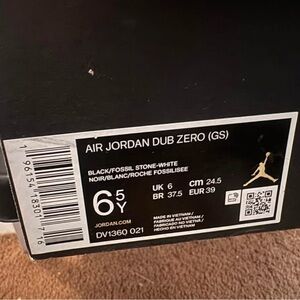 AIR JORDAN DUB ZERO (GS)
BLACK/FOSSIL STONE-WHITE
NOIR/BLANC/ROCHE FOSSILISEE
6.5Y
UK 6 cm 24.5
BR 37.5 EUR 39
JORDAN.COM
DV1360 021
MADE IN VIETNAM/
FABRIQUÉ AU VIETNAM/
HECHO EN VIETNAM